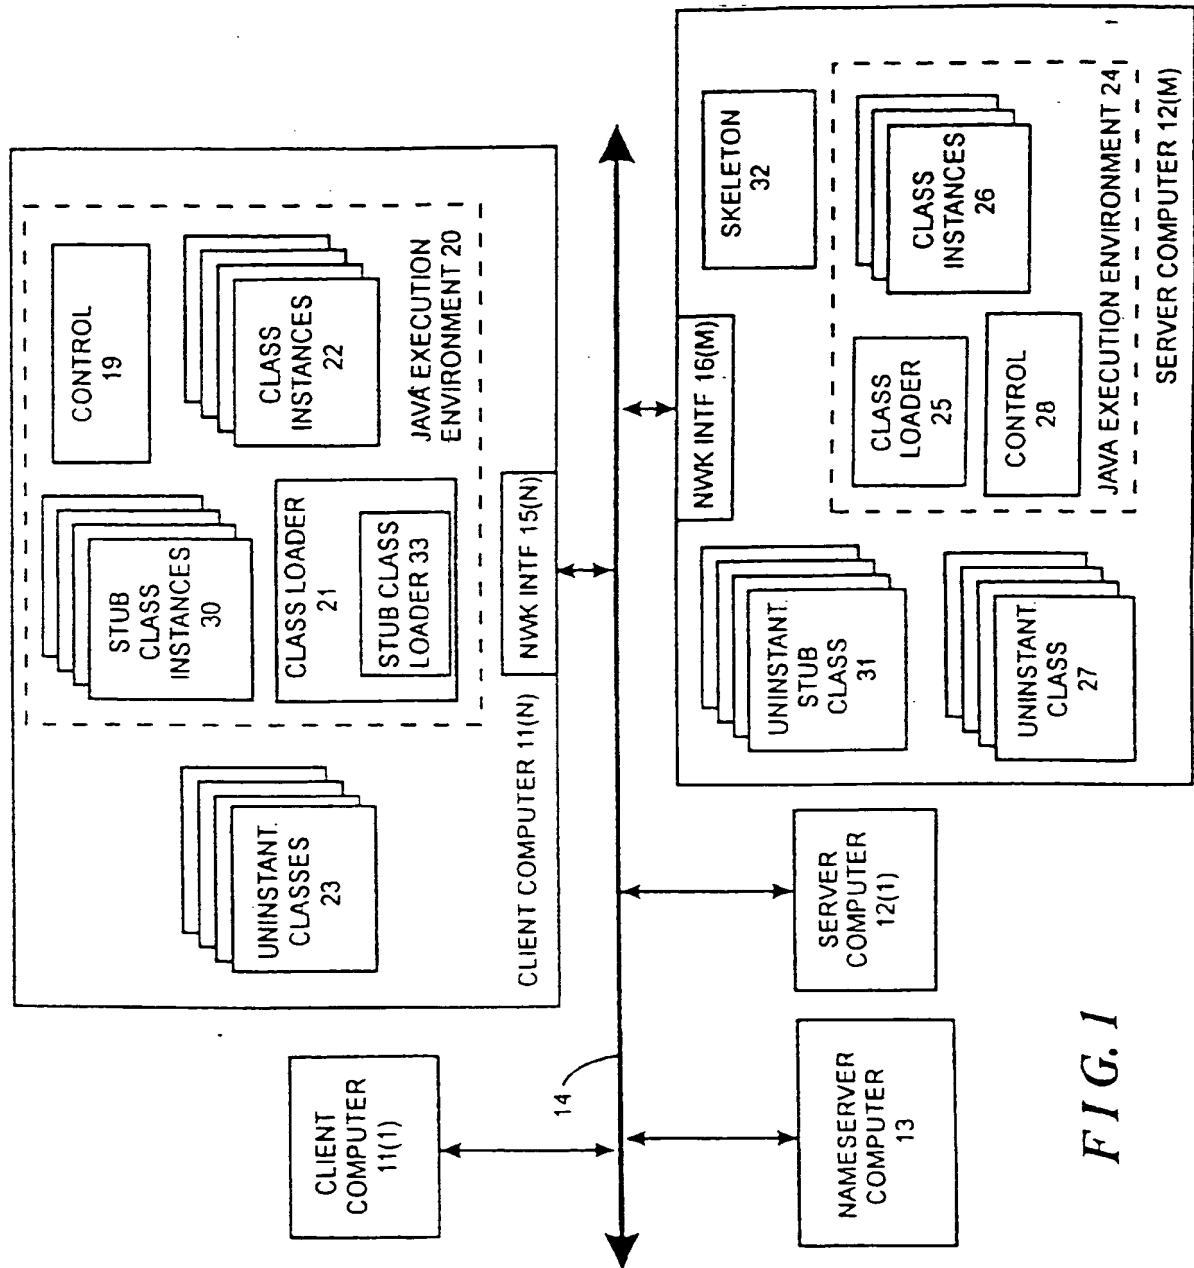 CLIENT
COMPUTER
11(1)
UNINSTANT.
CLASSES
23
STUB
CLASS
INSTANCES
30
CONTROL
19
CLASS LOADER
21
STUB CLASS
LOADER 33
CLASS
INSTANCES
22
JAVA EXECUTION
ENVIRONMENT 20
CLIENT COMPUTER 11(N)
NWK INTF 15(N)
14
NAMESERVER
COMPUTER
13
SERVER
COMPUTER
12(1)
NWK INTF 16(M)
UNINSTANT.
STUB
CLASS
31
SKELETON
32
CLASS
LOADER
25
CLASS
INSTANCES
26
UNINSTANT.
CLASS
27
CONTROL
28
JAVA EXECUTION ENVIRONMENT 24
SERVER COMPUTER 12(M)
FIG. 1